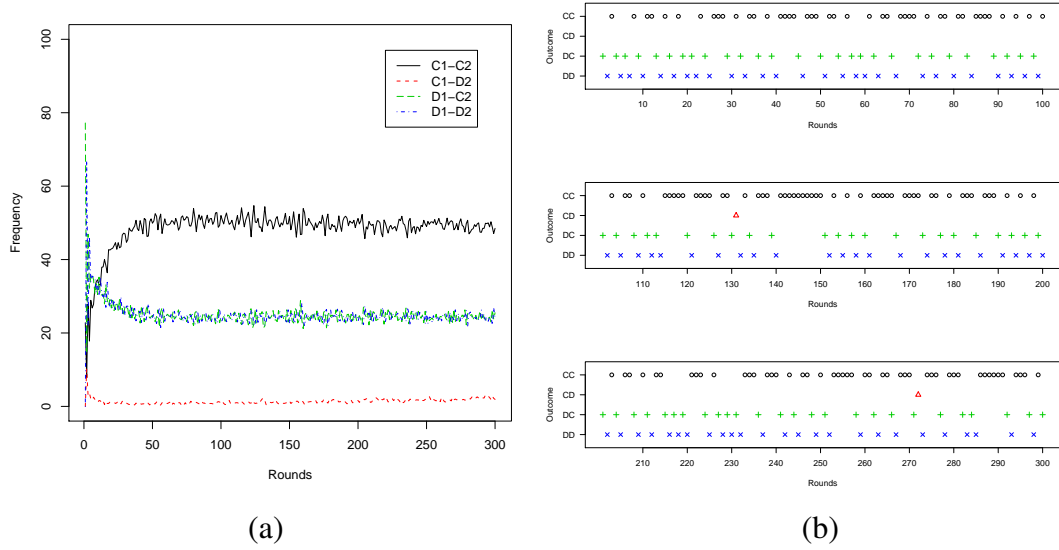 100
80
60
40
20
0
Frequency
0 50 100 150 200 250 300
Rounds
C1−C2
C1−D2
D1−C2
D1−D2
(a)
CC
CD
DC
DD
Outcome
10 20 30 40 50 60 70 80 90 100
Rounds
CC
CD
DC
DD
Outcome
110 120 130 140 150 160 170 180 190 200
Rounds
CC
CD
DC
DD
Outcome
210 220 230 240 250 260 270 280 290 300
Rounds
(b)